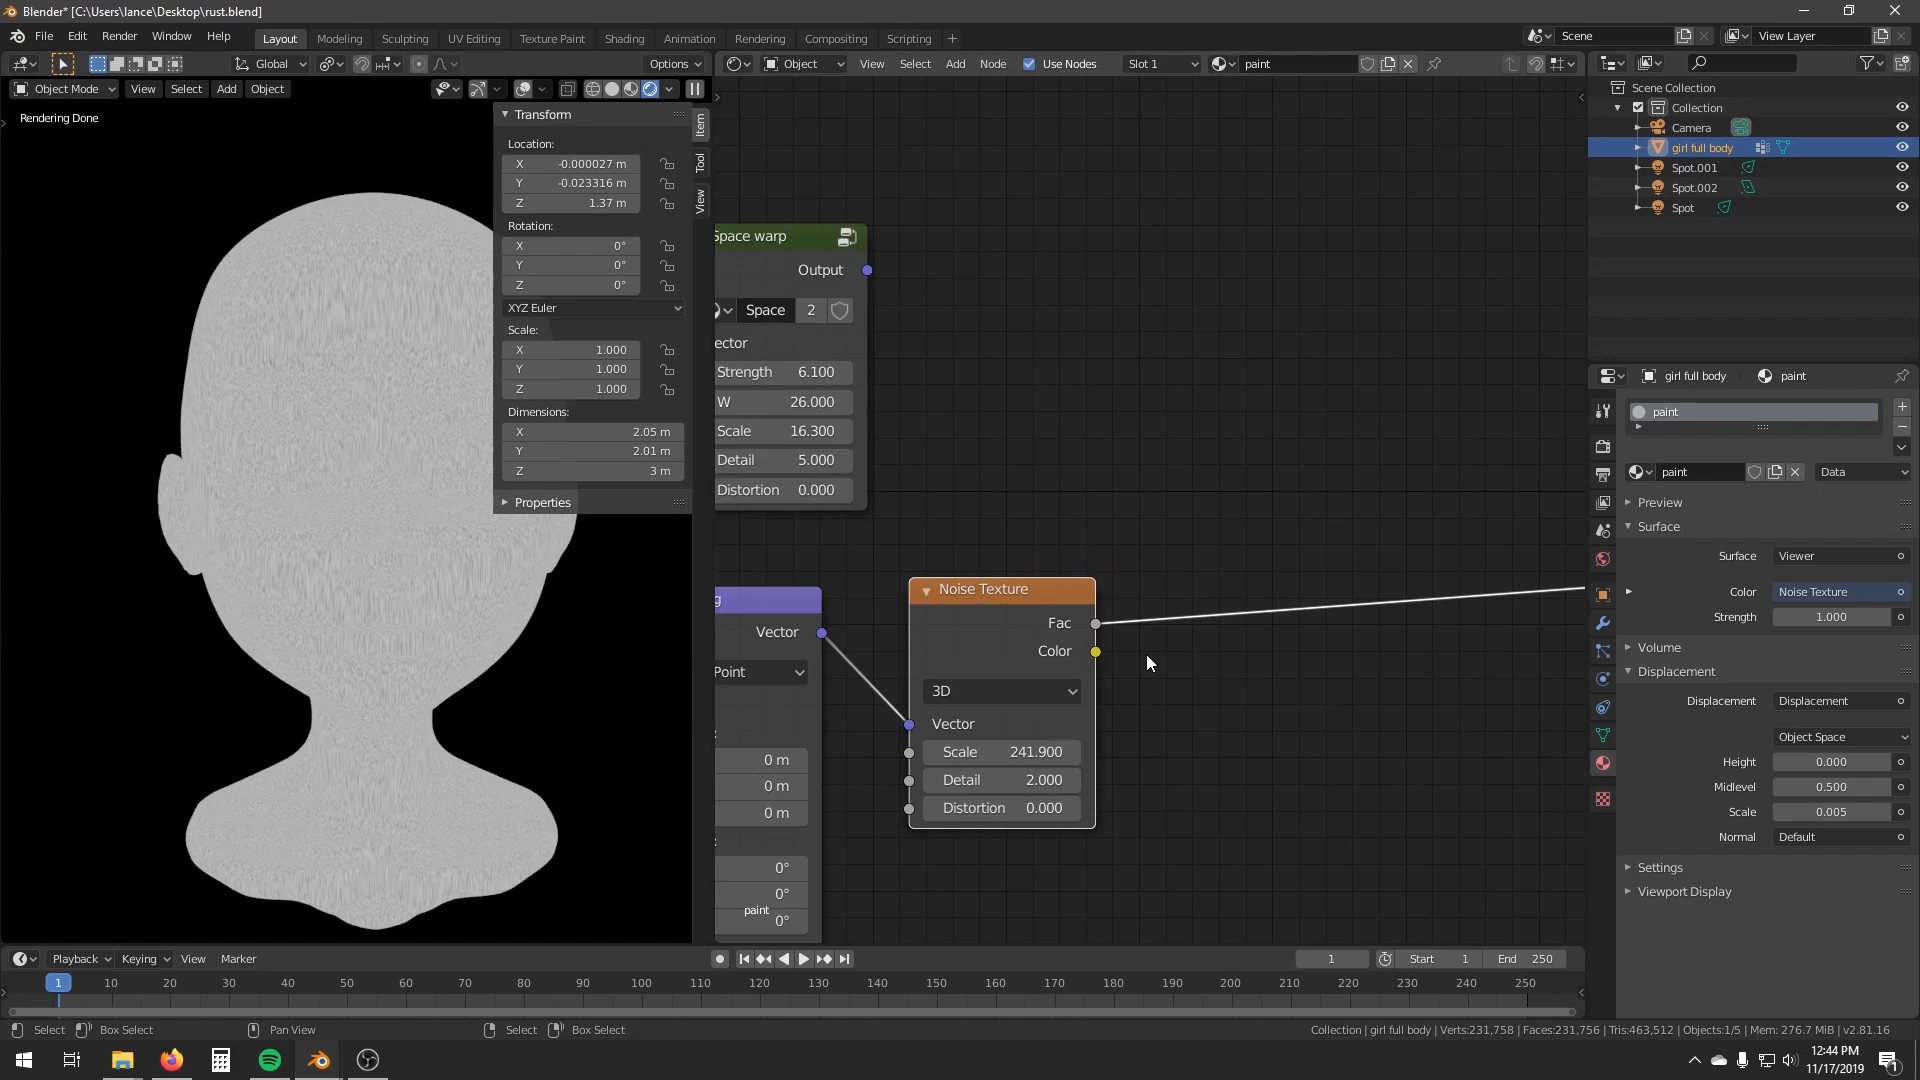 Blender* [C:\Users\lance\Desktop\rust.blend]
File Edit Render Window Help
Layout Modeling Sculpting UV Editing Texture Paint Shading Animation Rendering Compositing Scripting
Scene View Layer
Global Options
Object View Select Add Node Use Nodes Slot 1 paint
Object Mode View Select Add Object
Rendering Done
Transform
Location:
X -0.000027 m
Y -0.023316 m
Z 1.37 m
Rotation:
X 0°
Y 0°
Z 0°
XYZ Euler
Scale:
X 1.000
Y 1.000
Z 1.000
Dimensions:
X 2.05 m
Y 2.01 m
Z 3 m
Properties
Item
Tool
View
Space warp
Output
Space 2
ector
Strength 6.100
W 26.000
Scale 16.300
Detail 5.000
Distortion 0.000
g
Vector
Point
:
0 m
0 m
0 m
:
0°
0°
0°
paint
Noise Texture
Fac
Color
3D
Vector
Scale 241.900
Detail 2.000
Distortion 0.000
Scene Collection
Collection
Camera
girl full body
Spot.001
Spot.002
Spot
girl full body paint
paint
paint Data
Preview
Surface
Surface Viewer
Color Noise Texture
Strength 1.000
Volume
Displacement
Displacement Displacement
Object Space
Height 0.000
Midlevel 0.500
Scale 0.005
Normal Default
Settings
Viewport Display
Playback Keying View Marker
1 Start 1 End 250
1 10 20 30 40 50 60 70 80 90 100 110 120 130 140 150 160 170 180 190 200 210 220 230 240 250
Select Box Select Pan View Select Box Select
Collection | girl full body | Verts:231,758 | Faces:231,756 | Tris:463,512 | Objects:1/5 | Mem: 276.7 MiB | v2.81.16
12:44 PM
11/17/2019
1